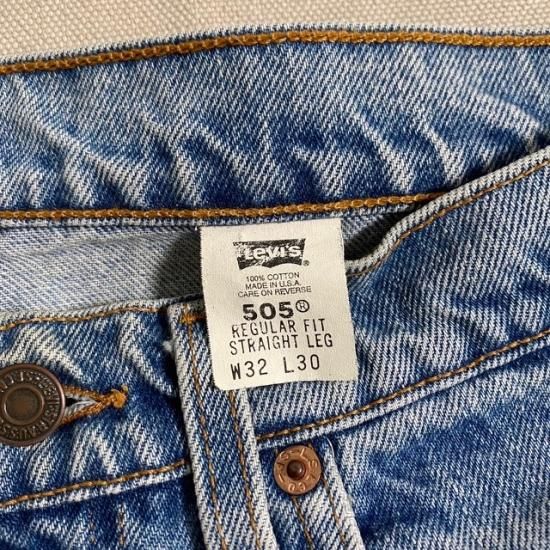 Levi's ®
100% COTTON
MADE IN U.S.A.
CARE ON REVERSE
505®
REGULAR FIT
STRAIGHT LEG
W32 L30